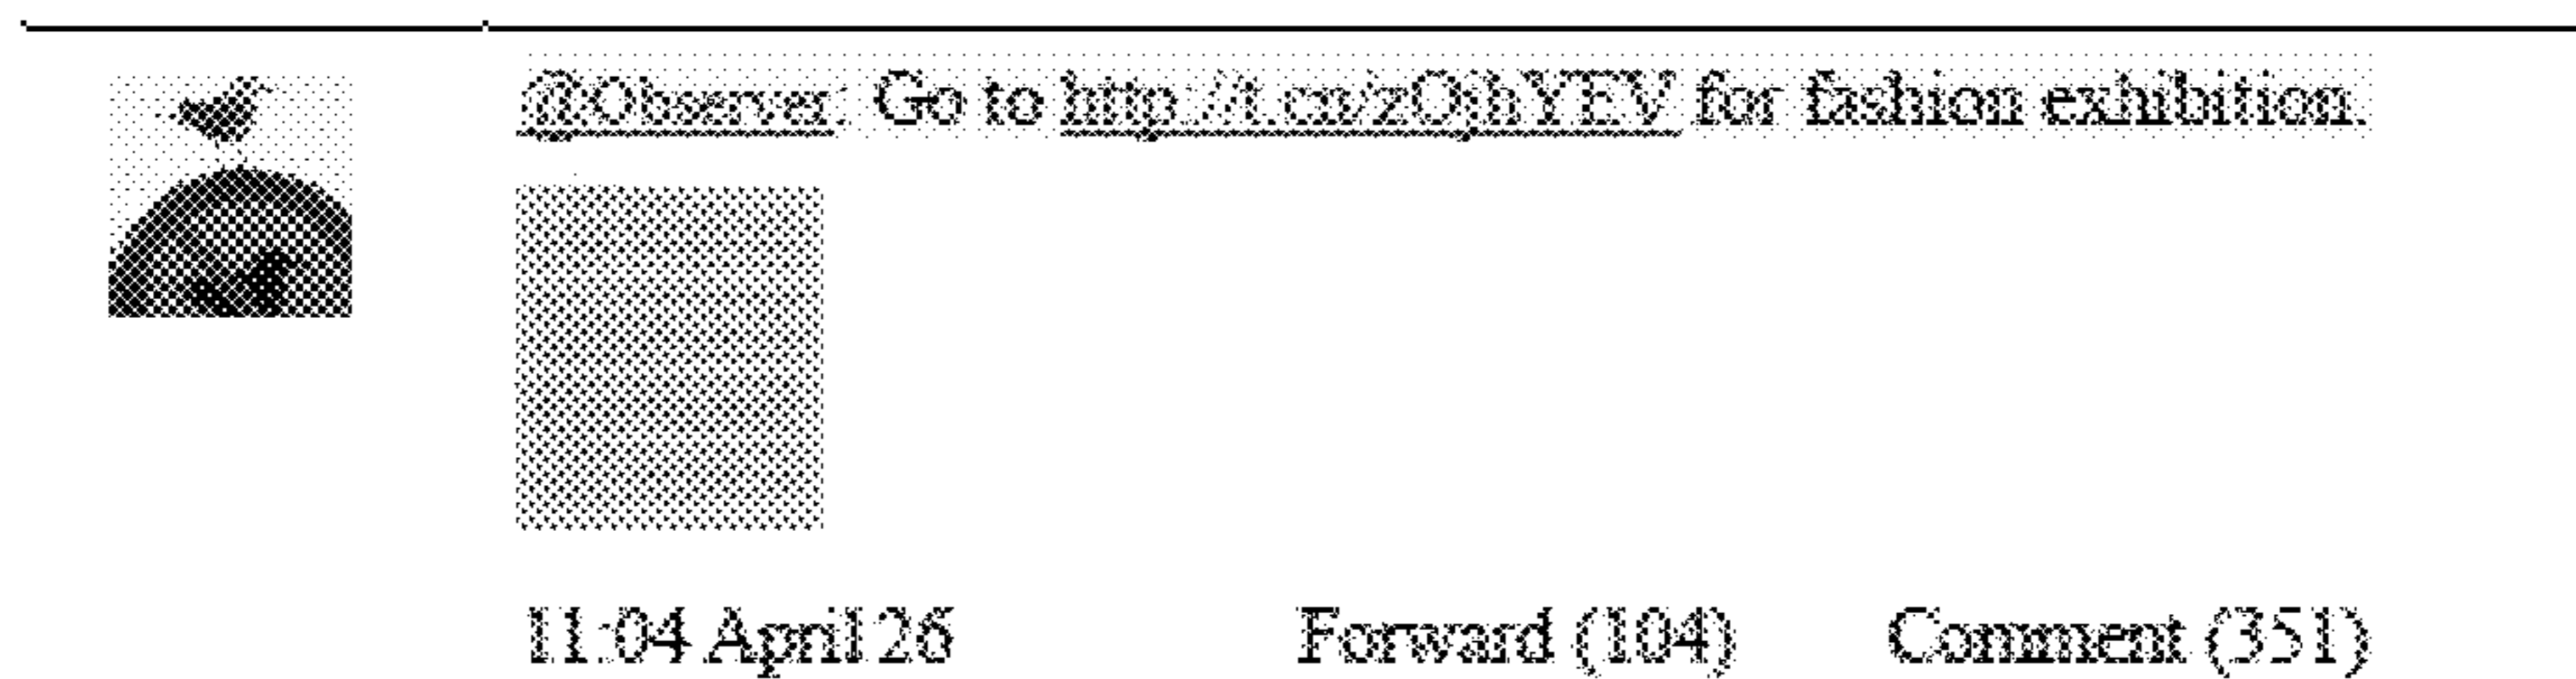 @Observer: Go to http://t.cn/zOjhYEV for fashion exhibition.
11:04 April 26 Forward (104) Comment (351)